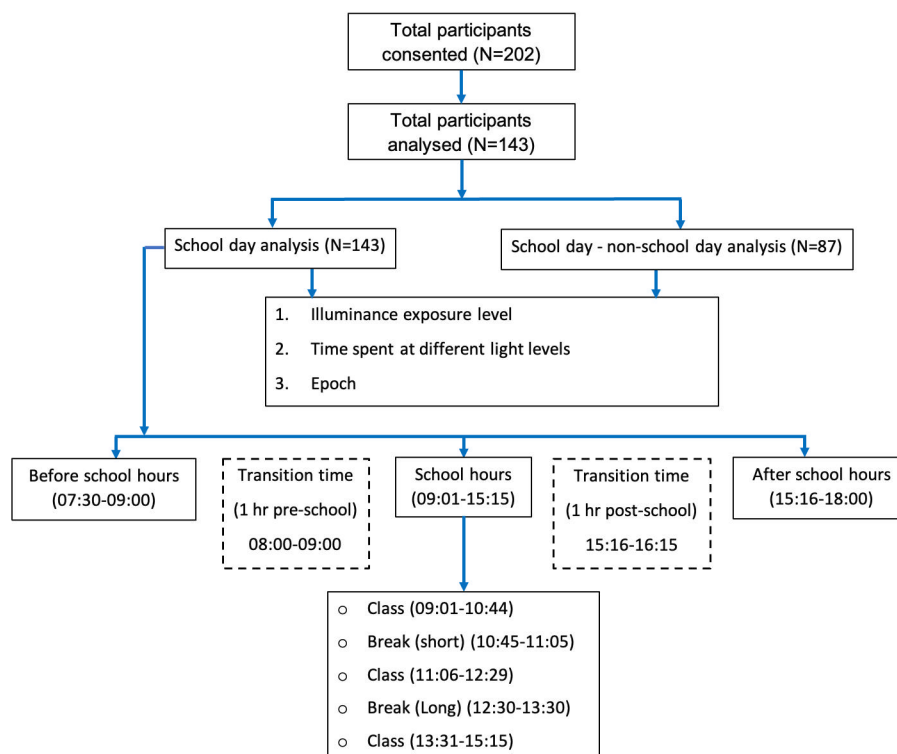 Total participants
consented (N=202)
Total participants
analysed (N=143)
School day analysis (N=143)
School day - non-school day analysis (N=87)
1. Illuminance exposure level
2. Time spent at different light levels
3. Epoch
Before school hours
(07:30-09:00)
Transition time
(1 hr pre-school)
08:00-09:00
School hours
(09:01-15:15)
Transition time
(1 hr post-school)
15:16-16:15
After school hours
(15:16-18:00)
o Class (09:01-10:44)
o Break (short) (10:45-11:05)
o Class (11:06-12:29)
o Break (Long) (12:30-13:30)
o Class (13:31-15:15)